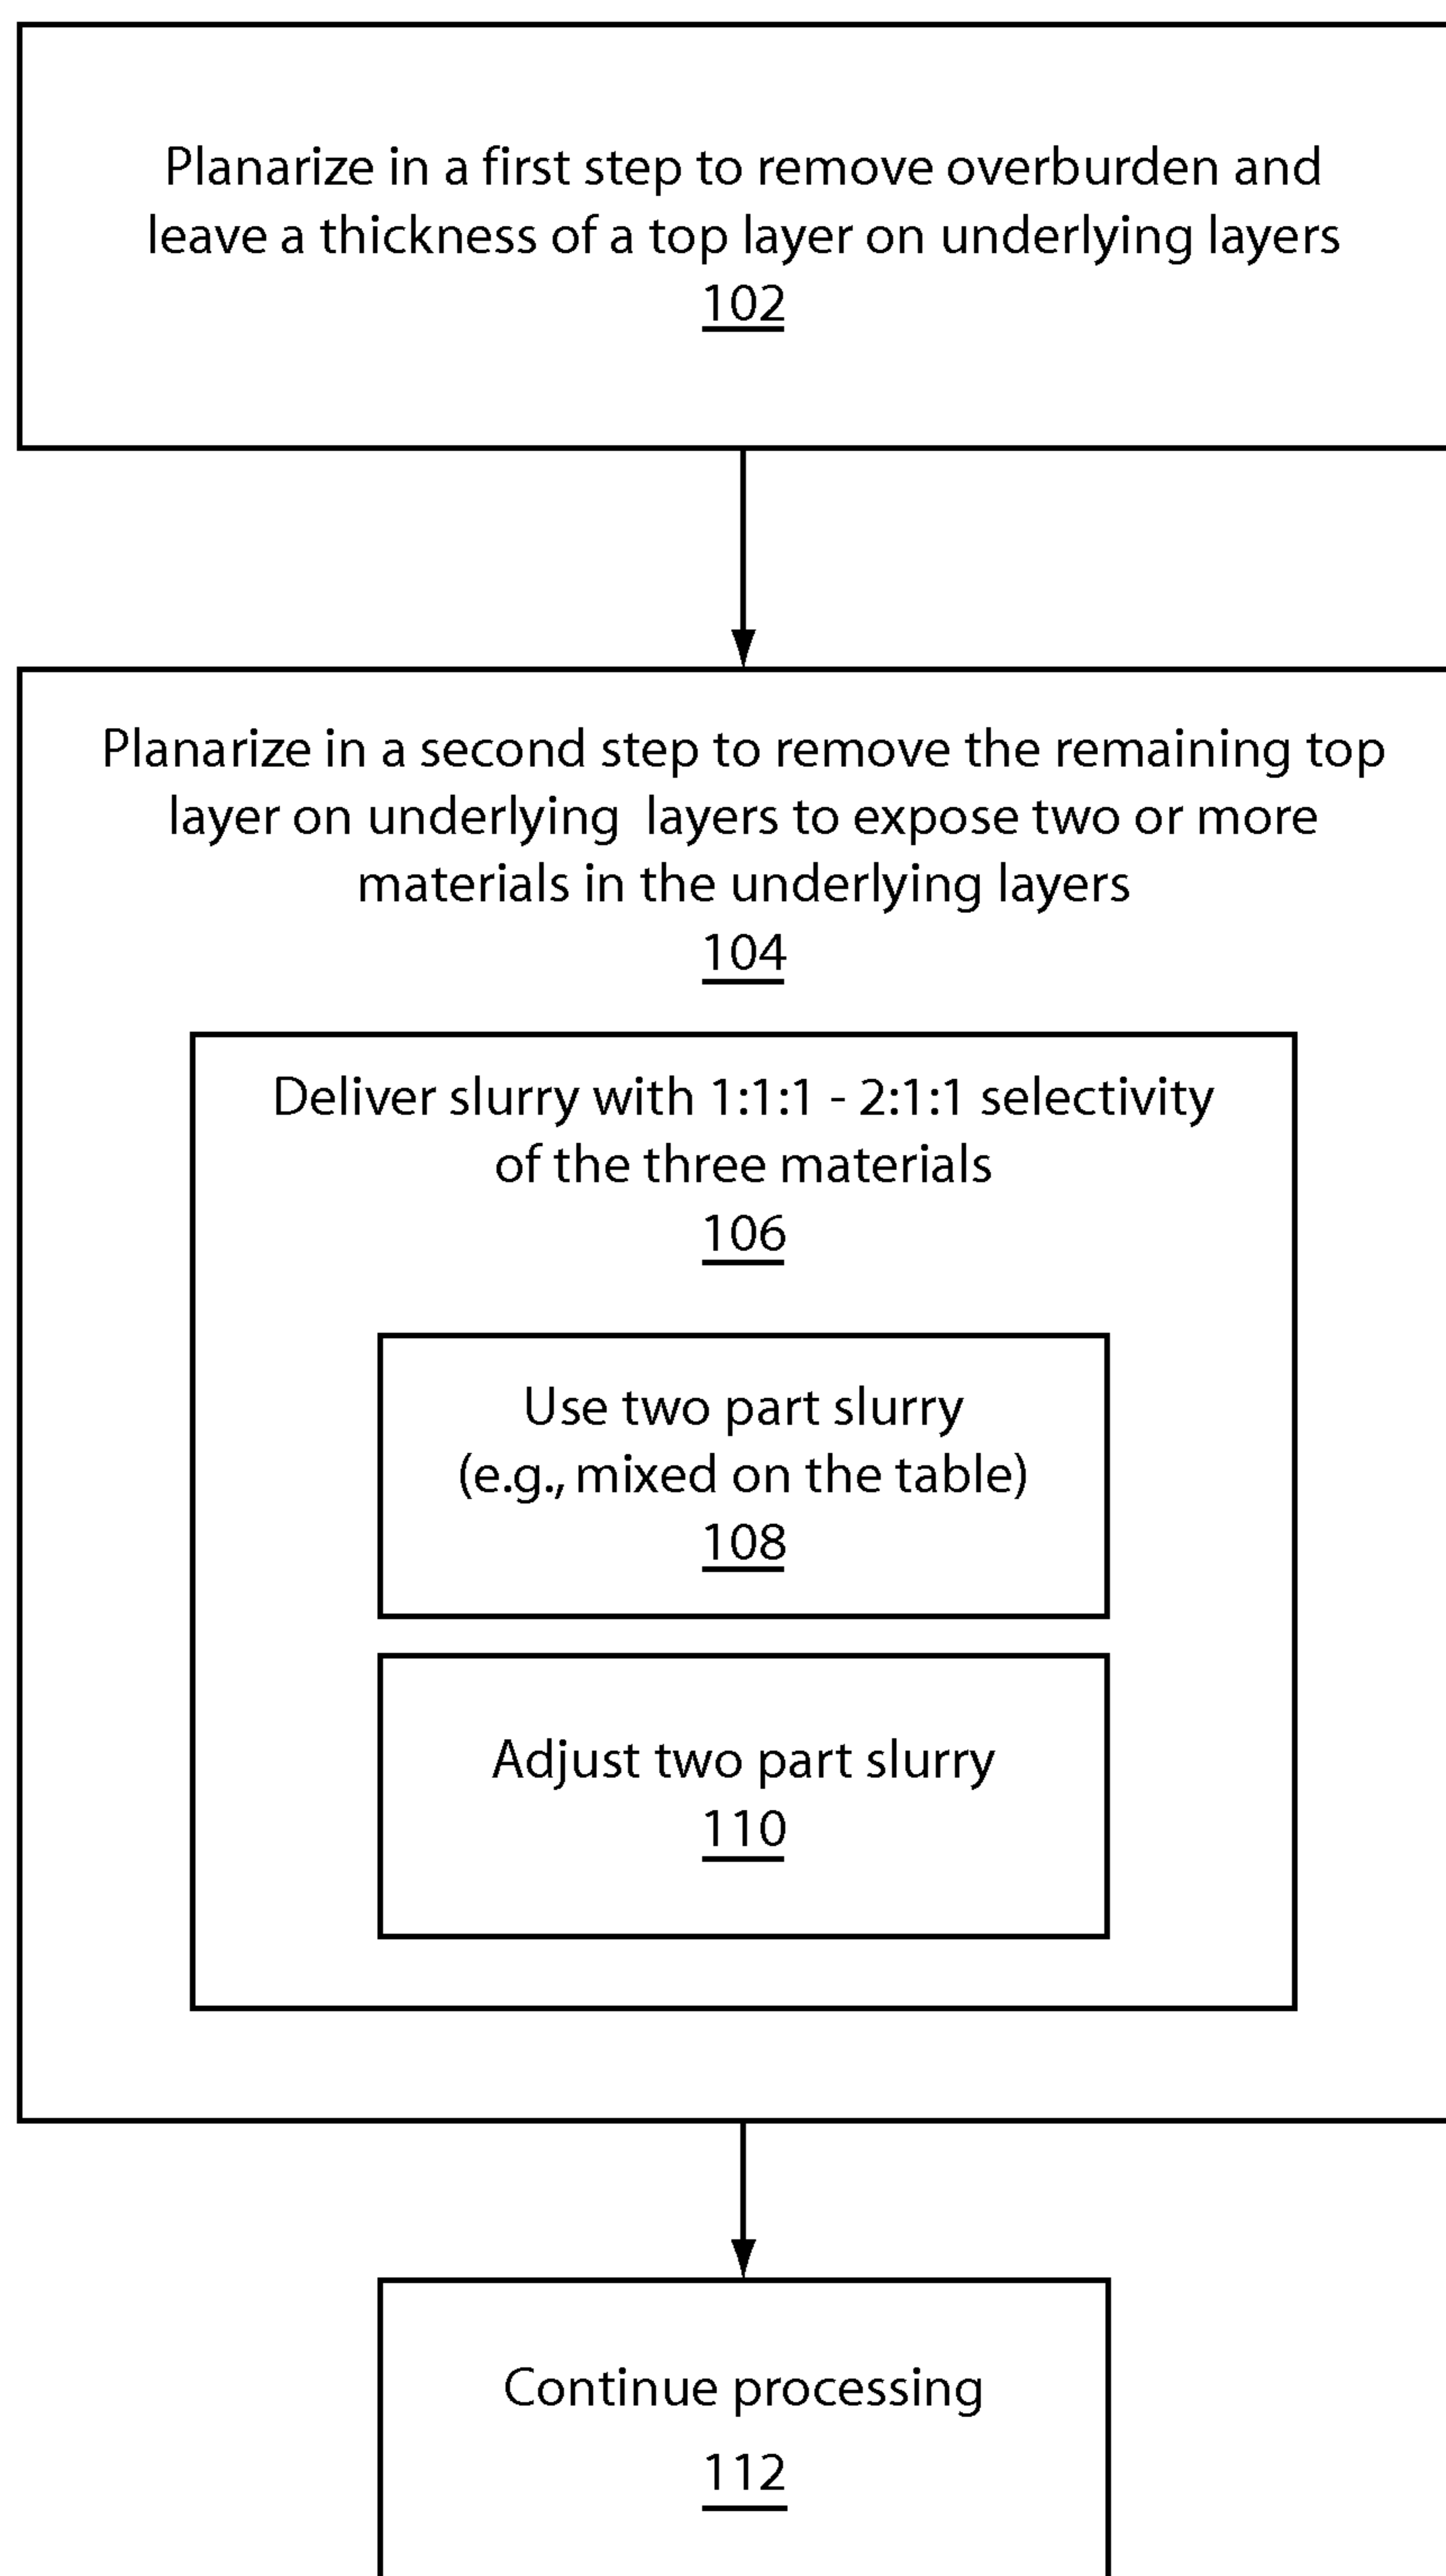 Planarize in a first step to remove overburden and
leave a thickness of a top layer on underlying layers
102
Planarize in a second step to remove the remaining top
layer on underlying  layers to expose two or more
materials in the underlying layers
104
Deliver slurry with 1:1:1 - 2:1:1 selectivity
of the three materials
106
Use two part slurry
(e.g., mixed on the table)
108
Adjust two part slurry
110
Continue processing
112